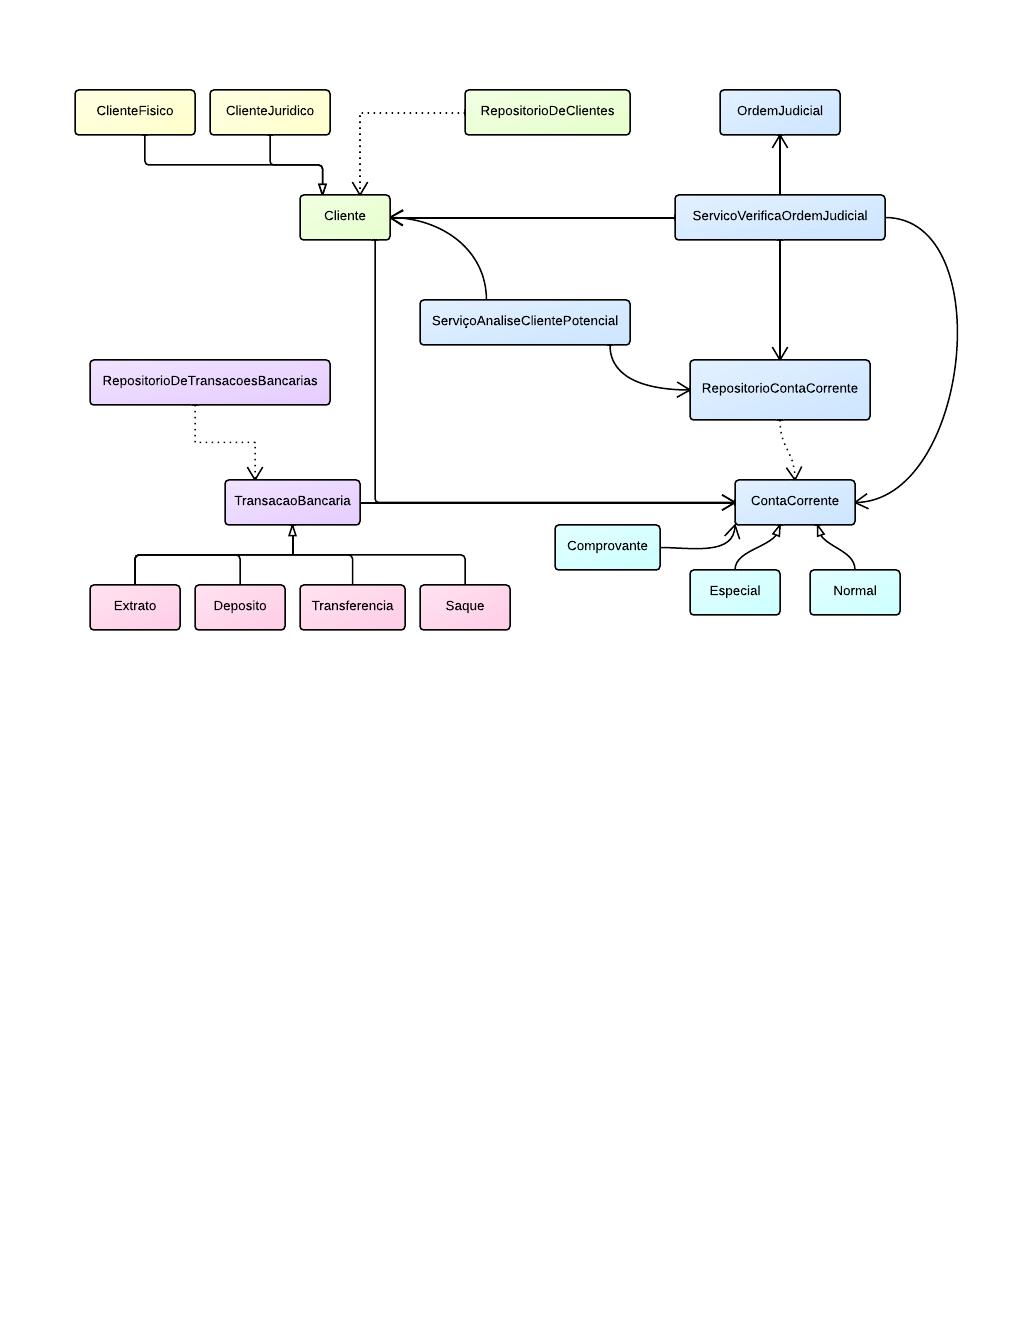 ClienteFisico
ClienteJuridico
RepositorioDeClientes
OrdemJudicial
Cliente
ServicoVerificaOrdemJudicial
ServiçoAnaliseClientePotencial
RepositorioDeTransacoesBancarias
RepositorioContaCorrente
TransacaoBancaria
ContaCorrente
Comprovante
Especial
Normal
Extrato
Deposito
Transferencia
Saque